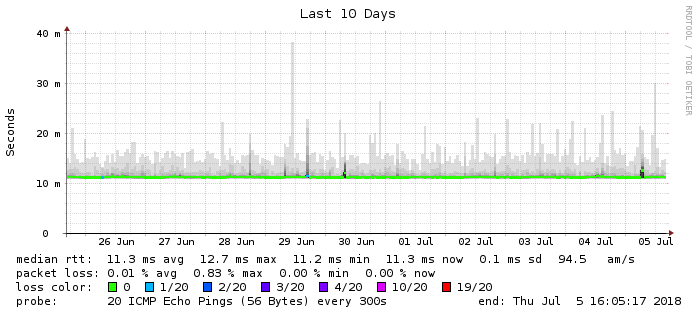 Last 10 Days
RRDTOOL / TOBI OETIKER
Seconds
40 m
30 m
20 m
10 m
0
26 Jun 27 Jun 28 Jun 29 Jun 30 Jun 01 Jul 02 Jul 03 Jul 04 Jul 05 Jul
median rtt: 11.3 ms avg 12.7 ms max 11.2 ms min 11.3 ms now 0.1 ms sd 94.5 am/s
packet loss: 0.01 % avg 0.83 % max 0.00 % min 0.00 % now
loss color: 0 1/20 2/20 3/20 4/20 10/20 19/20
probe: 20 ICMP Echo Pings (56 Bytes) every 300s end: Thu Jul 5 16:05:17 2018